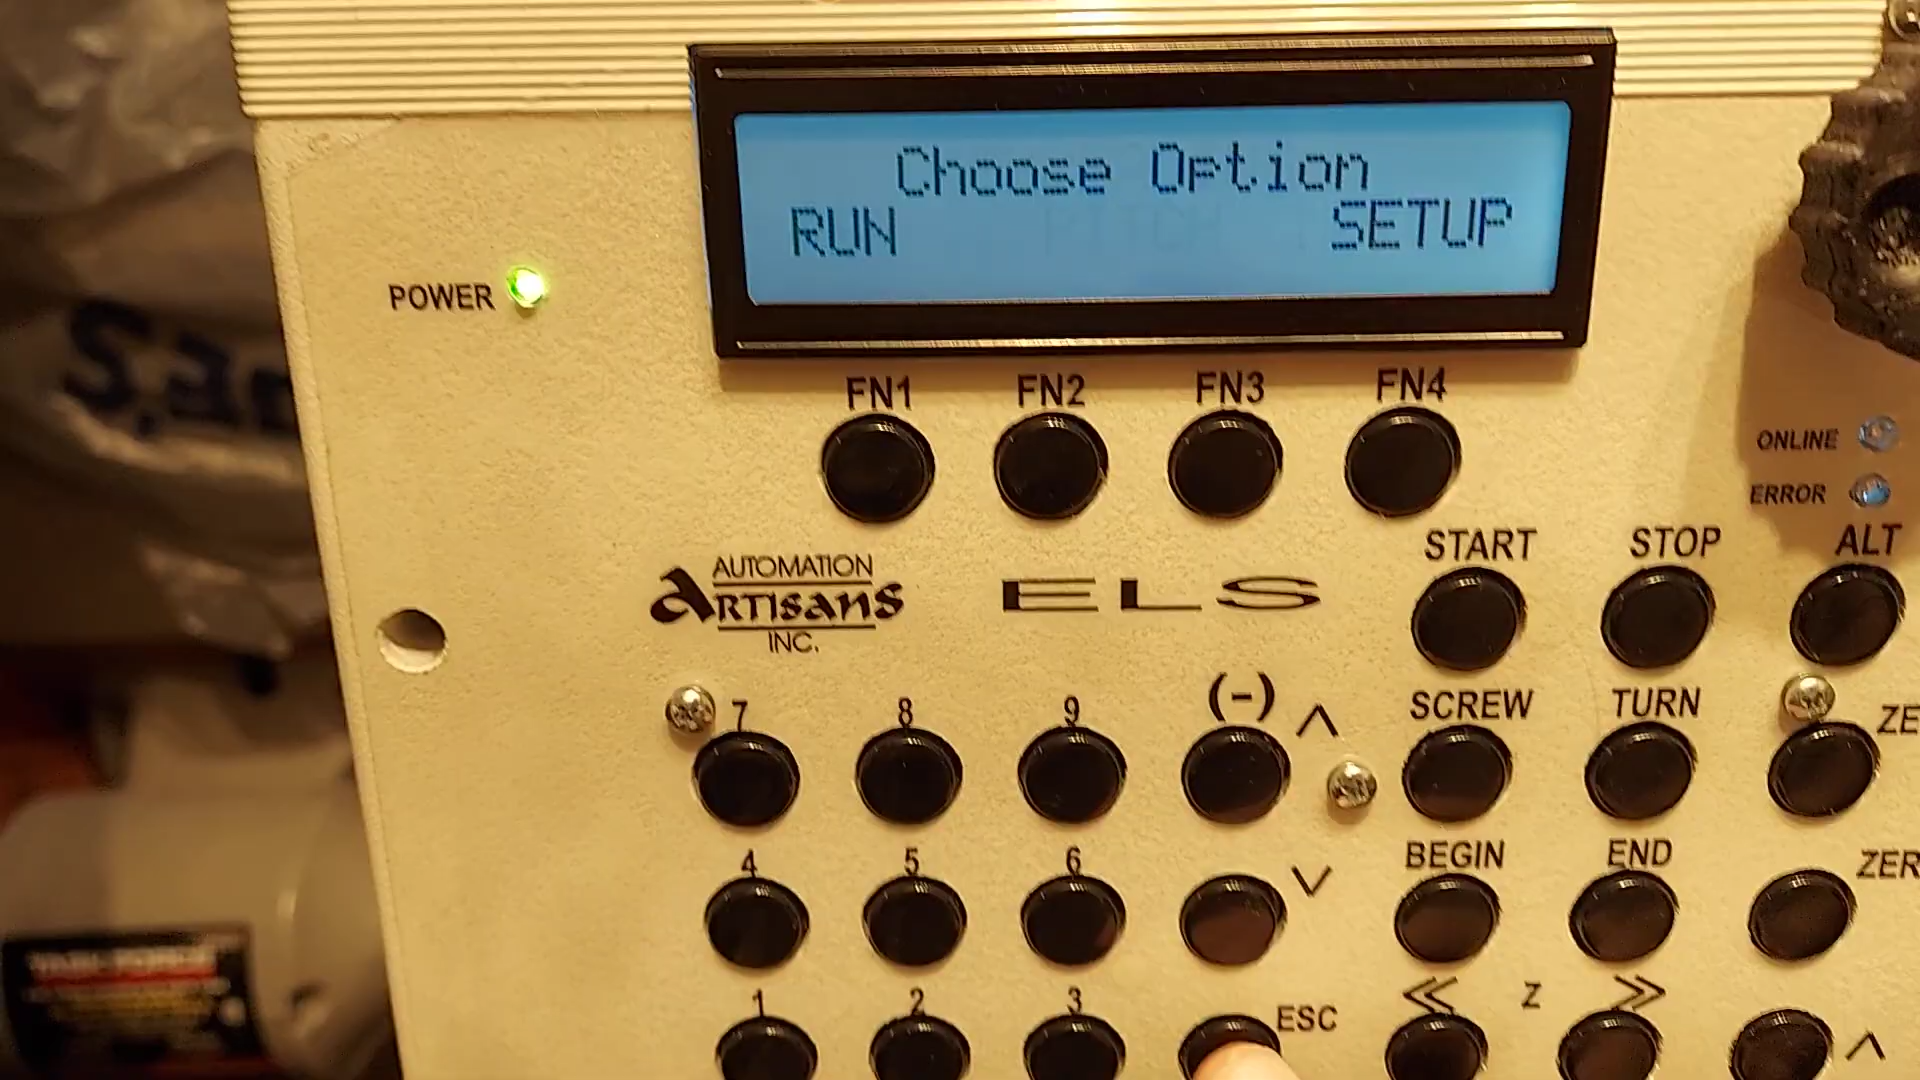 Choose Option
RUN SETUP
POWER
FN1 FN2 FN3 FN4
ONLINE
ERROR
START STOP ALT
AUTOMATION
ARTISANS
INC.
ELS
7 8 9 (-) ^ SCREW TURN ZE
4 5 6 V BEGIN END ZER
1 2 3 ESC << Z >> ^